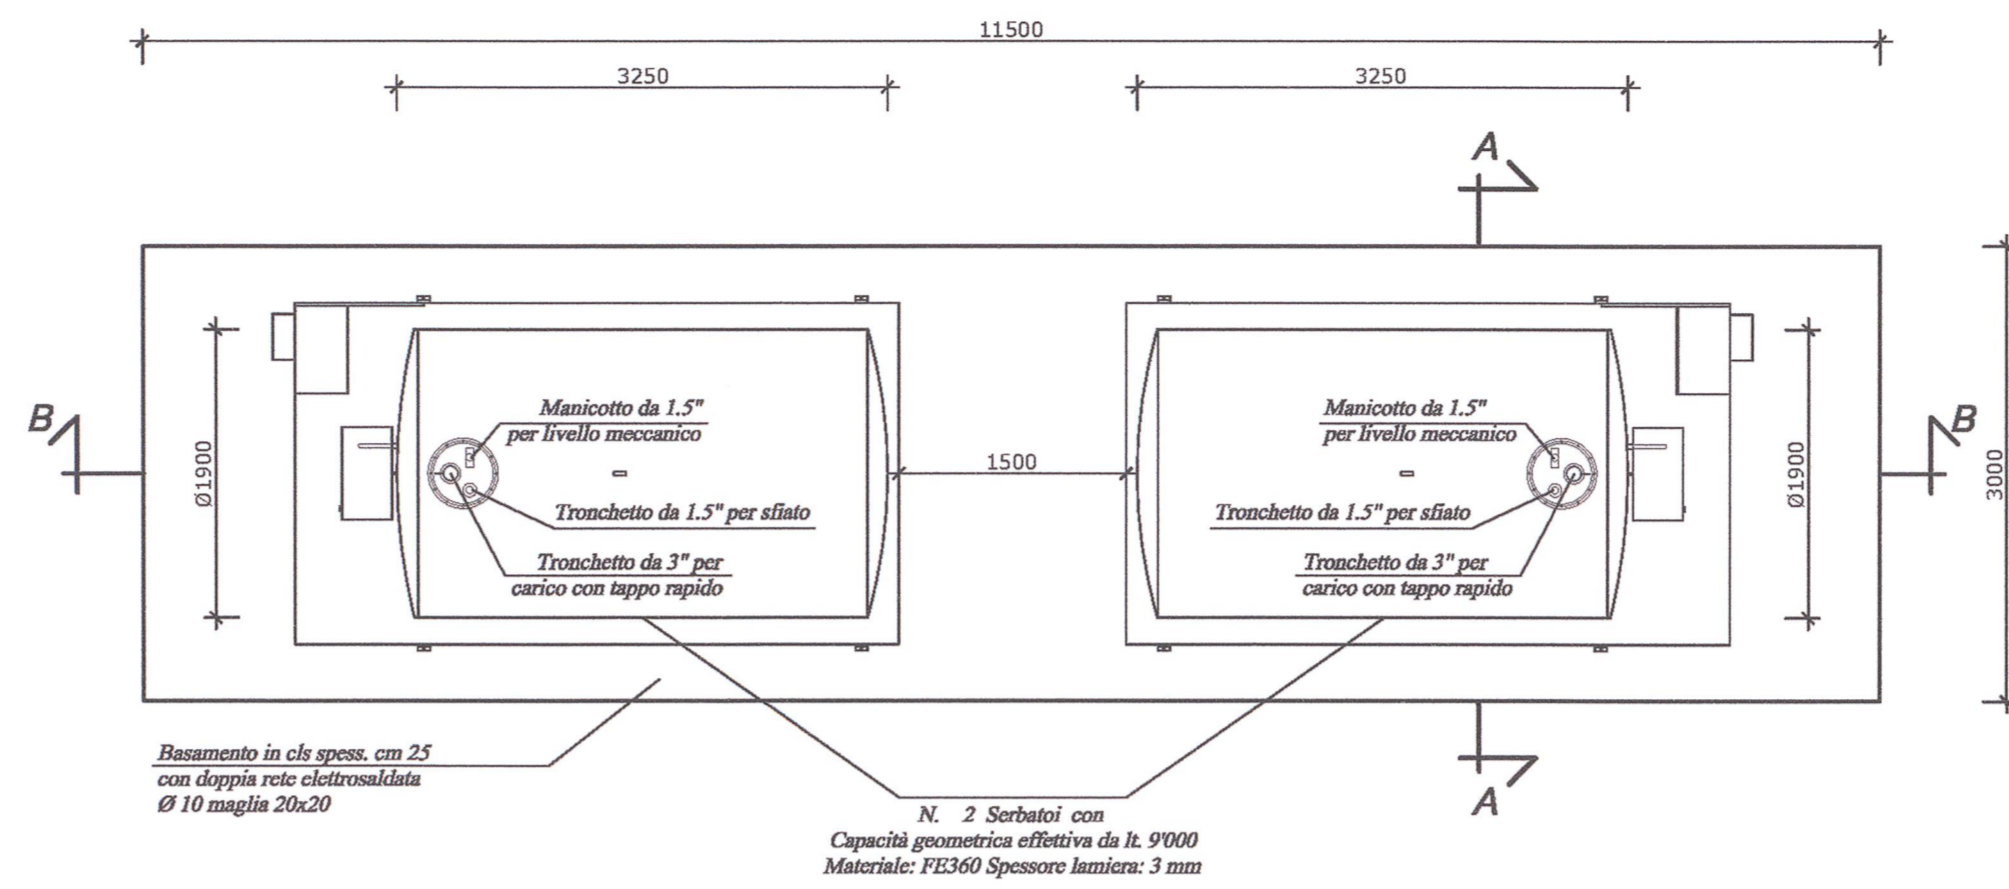 11500
3250
3250
A
B
Ø1900
Manicotto da 1.5"
per livello meccanico
Tronchetto da 1.5" per sfiato
Tronchetto da 3" per
carico con tappo rapido
1500
Manicotto da 1.5"
per livello meccanico
Tronchetto da 1.5" per sfiato
Tronchetto da 3" per
carico con tappo rapido
Ø1900
B
3000
Basamento in cls spess. cm 25
con doppia rete elettrosaldata
Ø 10 maglia 20x20
A
N. 2 Serbatoi con
Capacità geometrica effettiva da lt. 9'000
Materiale: FE360 Spessore lamiera: 3 mm